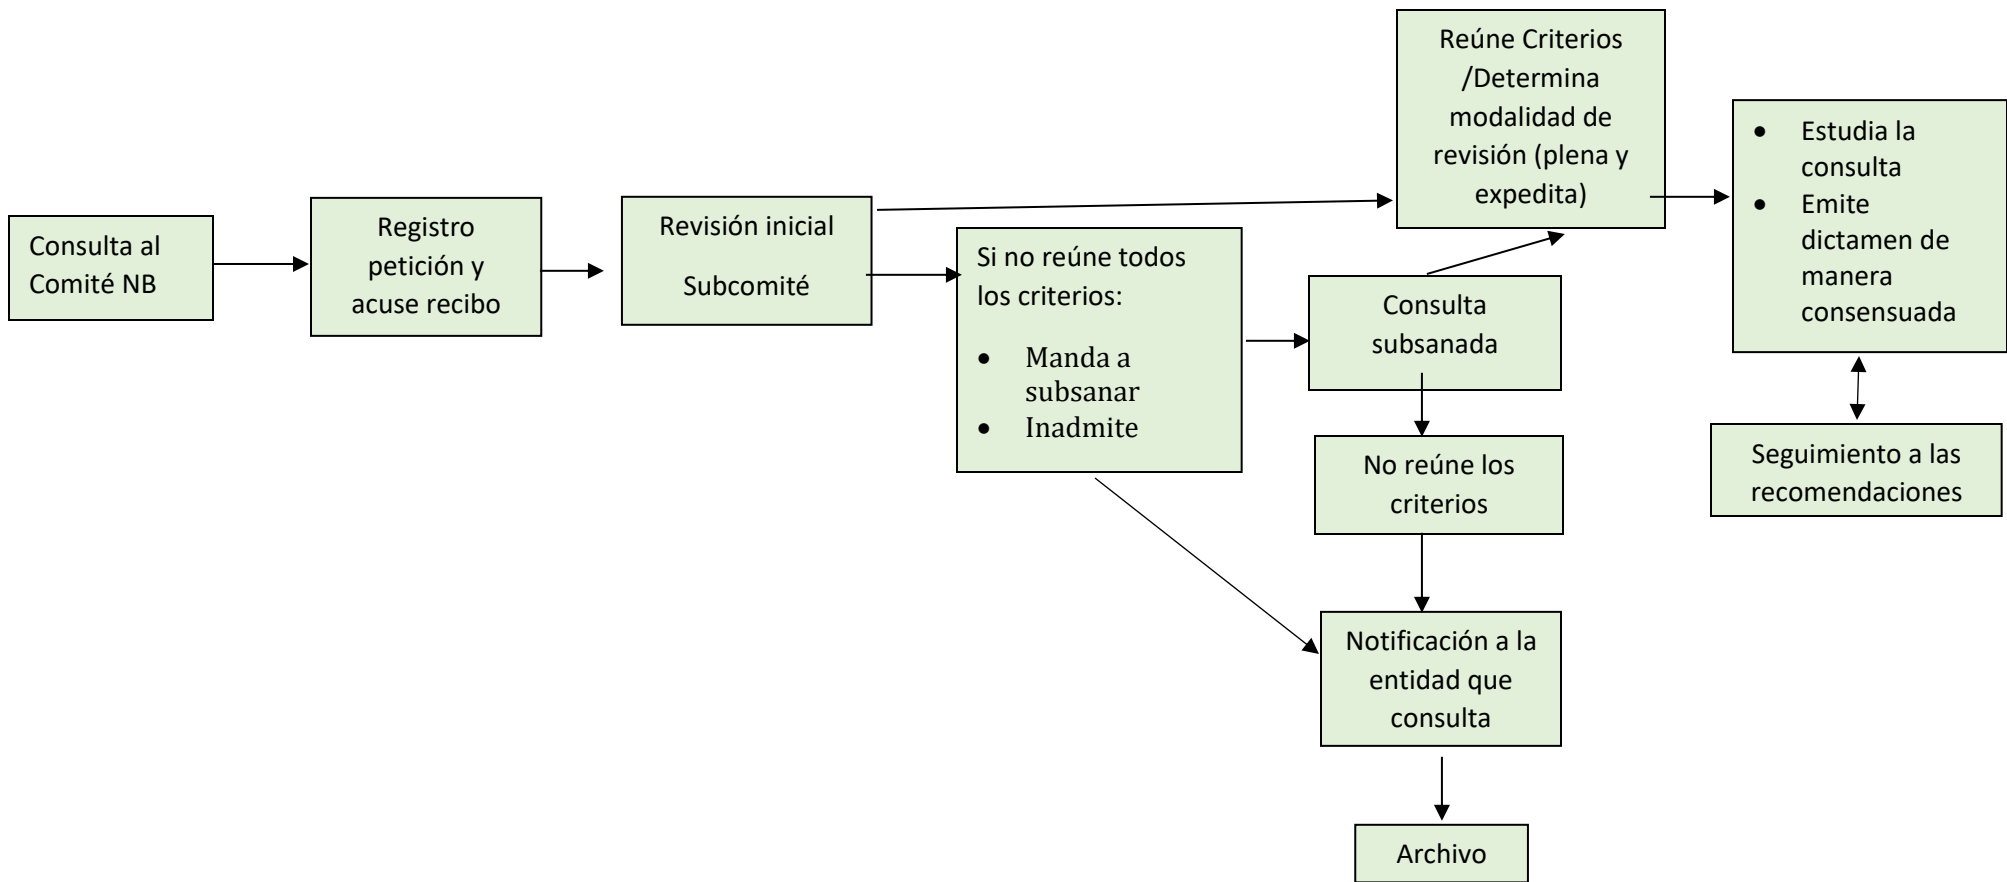 Consulta al
Comité NB
Registro
petición y
acuse recibo
Revisión inicial
Subcomité
Si no reúne todos
los criterios:
• Manda a
subsanar
• Inadmite
Reúne Criterios
/Determina
modalidad de
revisión (plena y
expedita)
Consulta
subsanada
No reúne los
criterios
Notificación a la
entidad que
consulta
Archivo
• Estudia la
consulta
• Emite
dictamen de
manera
consensuada
Seguimiento a las
recomendaciones